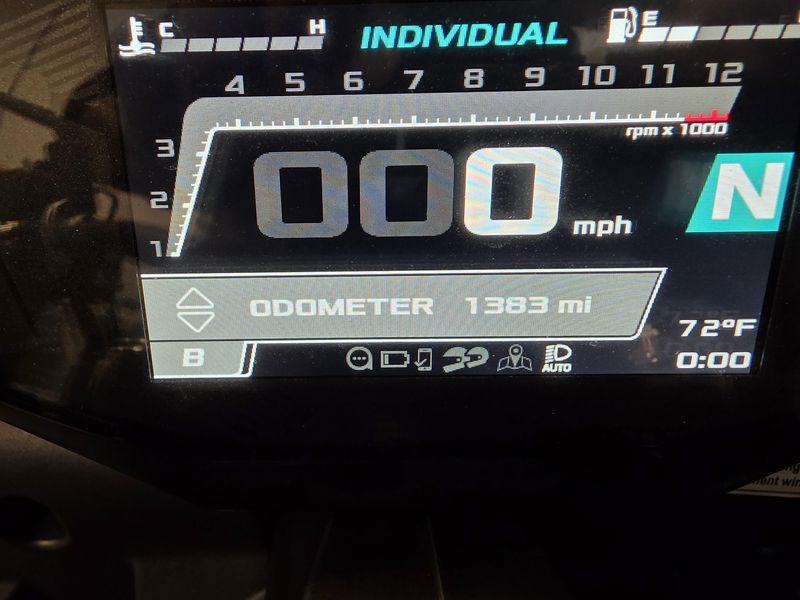 C H INDIVIDUAL E
4 5 6 7 8 9 10 11 12
rpm x 1000
3
2
1
000 mph N
ODOMETER 1383 mi
72°F
B AUTO 0:00